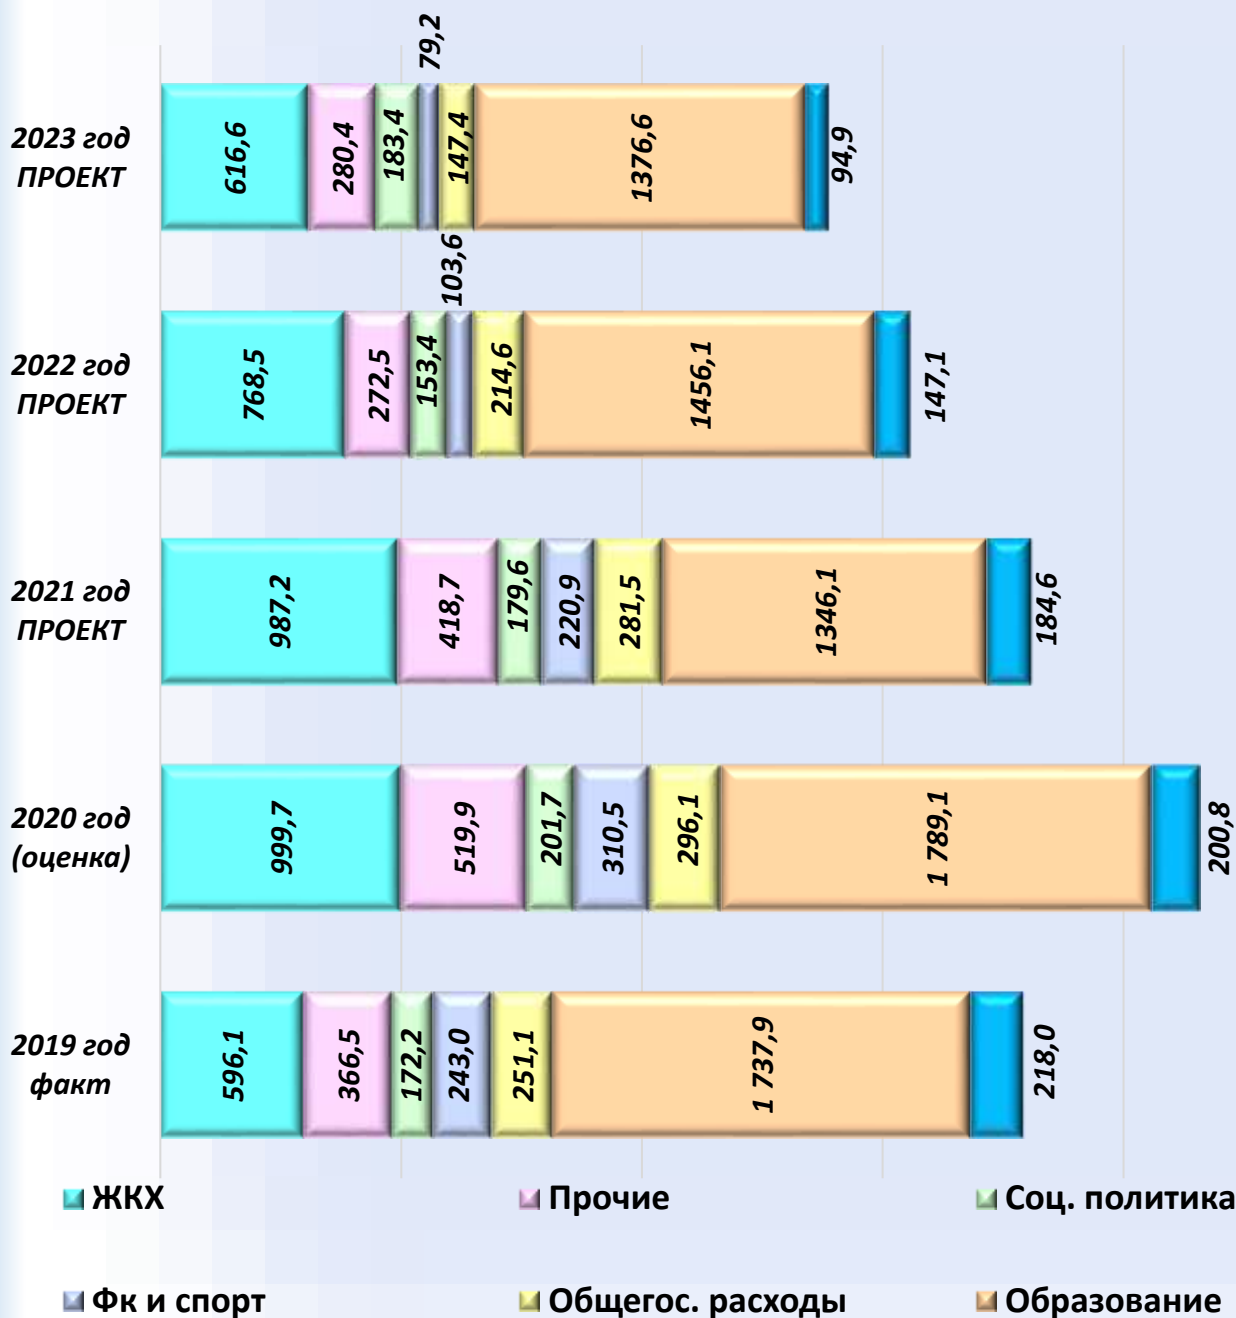 79,2
2023 год
ПРОЕКТ
616,6
280,4
183,4
147,4
1376,6
94,9
103,6
2022 год
ПРОЕКТ
768,5
272,5
153,4
214,6
1456,1
147,1
2021 год
ПРОЕКТ
987,2
418,7
179,6
220,9
281,5
1346,1
184,6
2020 год
(оценка)
999,7
519,9
201,7
310,5
296,1
1 789,1
200,8
2019 год
факт
596,1
366,5
172,2
243,0
251,1
1 737,9
218,0
ЖКХ
Прочие
Соц. политика
Фк и спорт
Общегос. расходы
Образование